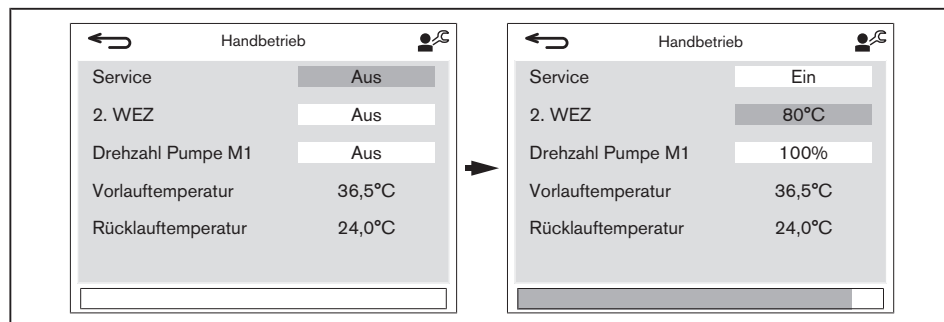 Handbetrieb
Service Aus
2. WEZ Aus
Drehzahl Pumpe M1 Aus
Vorlauftemperatur 36,5°C
Rücklauftemperatur 24,0°C
Handbetrieb
Service Ein
2. WEZ 80°C
Drehzahl Pumpe M1 100%
Vorlauftemperatur 36,5°C
Rücklauftemperatur 24,0°C